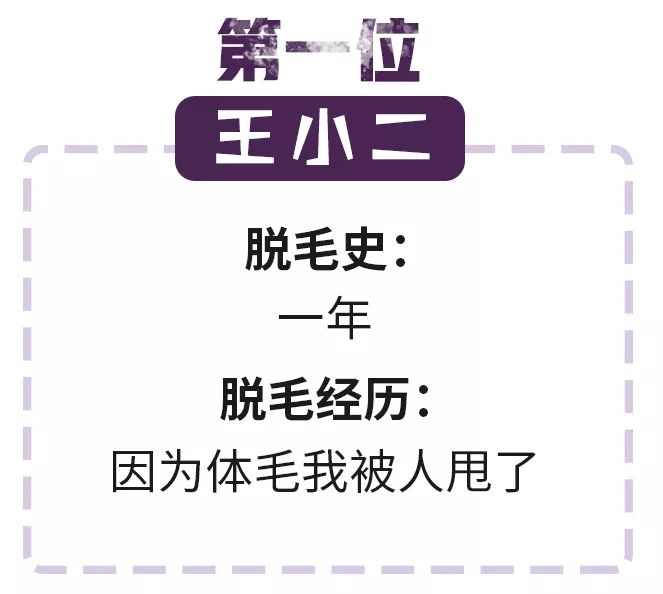 第一位
王小二
脱毛史：
一年
脱毛经历：
因为体毛我被人甩了